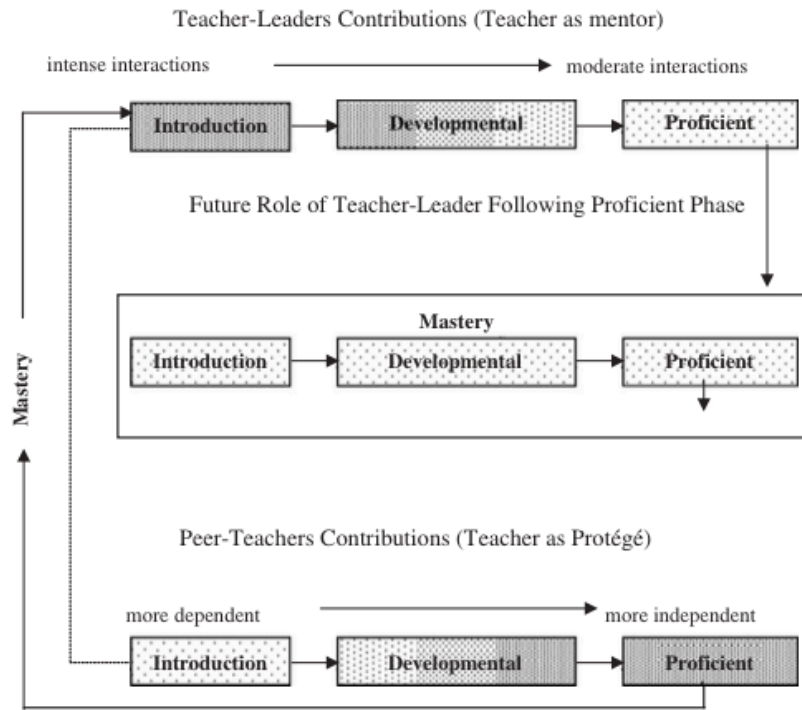 Teacher-Leaders Contributions (Teacher as mentor)
intense interactions
moderate interactions
Introduction
Developmental
Proficient
Future Role of Teacher-Leader Following Proficient Phase
Mastery
Introduction
Developmental
Proficient
Mastery
Peer-Teachers Contributions (Teacher as Protégé)
more dependent
more independent
Introduction
Developmental
Proficient